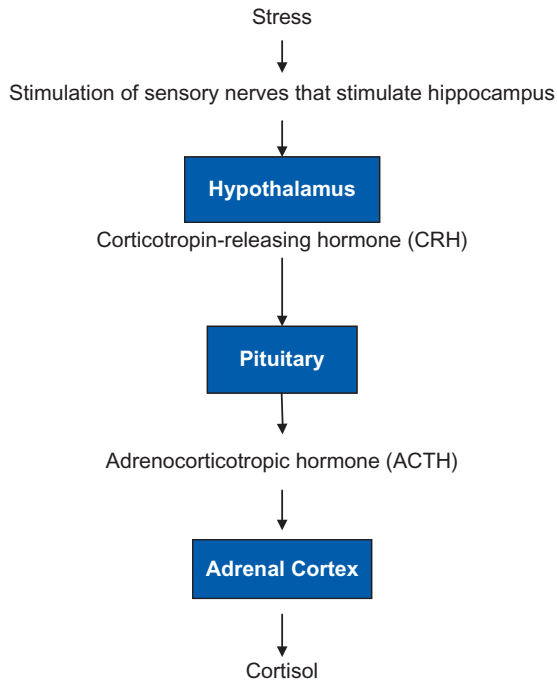 Stress
Stimulation of sensory nerves that stimulate hippocampus
Hypothalamus
Corticotropin-releasing hormone (CRH)
Pituitary
Adrenocorticotropic hormone (ACTH)
Adrenal Cortex
Cortisol